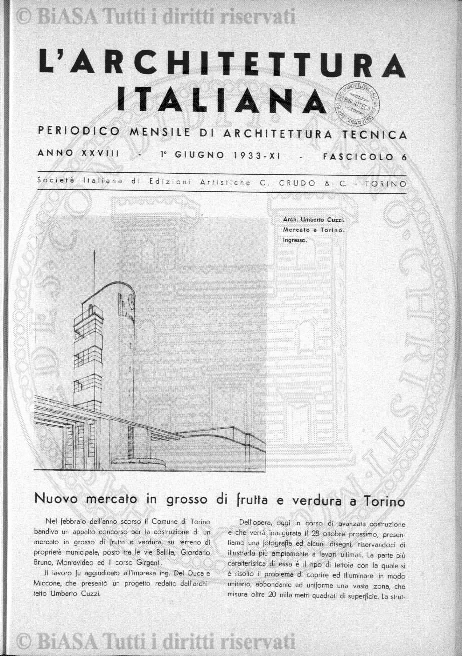 © BiASA Tutti i diritti riservati
L'ARCHITETTURA
ITALIANA
PERIODICO MENSILE DI ARCHITETTURA TECNICA
ANNO XXVIII - 1° GIUGNO 1933-XI - FASCICOLO 6
Società Italiana di Edizioni Artistiche C. CRUDO & C. - TORINO
Arch. Umberto Cuzzi.
Mercato a Torino.
Ingresso.
Nuovo mercato in grosso di frutta e verdura a Torino
Nel febbraio dell'anno scorso il Comune di Torino
bandiva un appalto concorso per la costruzione di un
mercato in grosso di frutta e verdura, su terreno di
proprietà municipale, posto tra le vie Sellila, Giordano
Bruno, Montevideo ed il corso Girgenti.
Il lavoro fu aggiudicato all'Impresa ing. Del Duca e
Miccone, che presentò un progetto redatto dall'archi-
tetto Umberto Cuzzi.
Dell'opera, oggi in corso di avanzata costruzione
e che verrà inaugurata il 28 ottobre prossimo, presen-
tiamo una fotografia ed alcuni disegni, riservandoci di
illustrarla più ampiamente a lavori ultimati. La parte più
caratteristica di essa è il tipo di tettoia con la quale si
è risolto il problema di coprire ed illuminare in modo
unitario, abbondante ed uniforme una vasta zona, che
misura oltre 20 mila metri quadrati di superficie. La strut-
© BiASA Tutti i diritti riservati